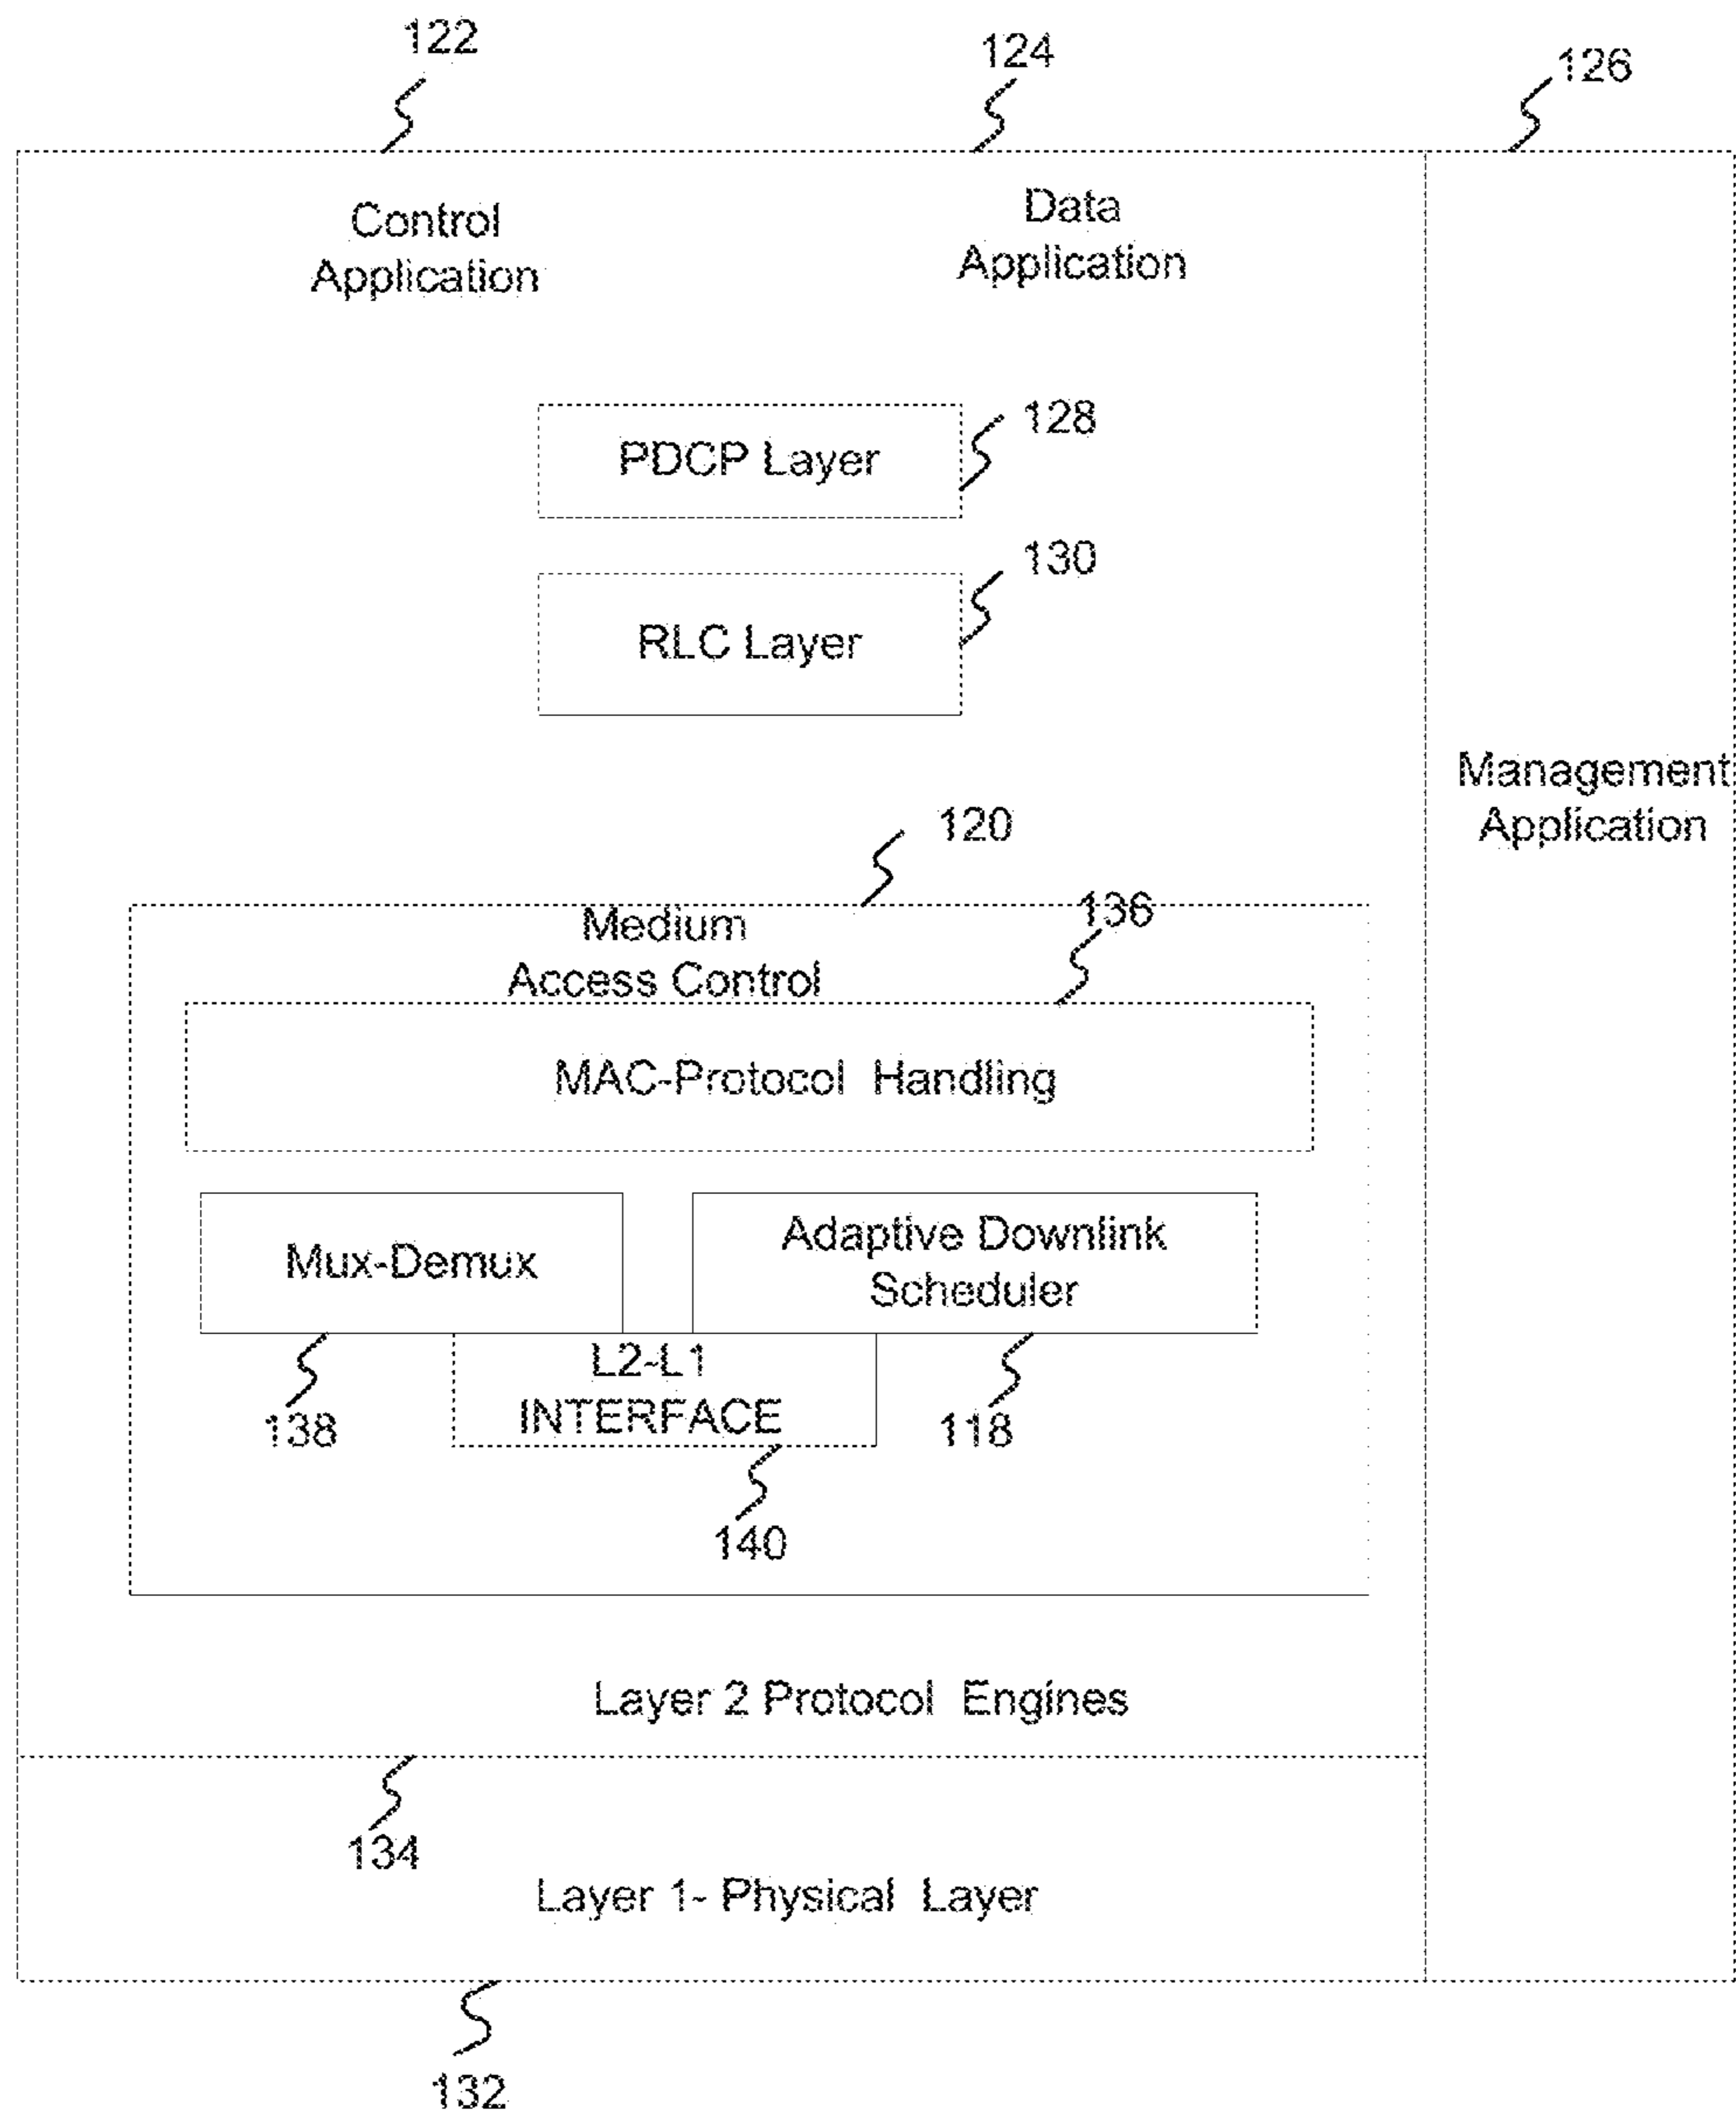 122
124
126
Control
Application
Data
Application
PDCP Layer
128
RLC Layer
130
Management
Application
120
Medium
Access Control
136
MAC-Protocol Handling
Mux-Demux
Adaptive Downlink
Scheduler
L2-L1
INTERFACE
138
118
140
Layer 2 Protocol Engines
134
Layer 1- Physical Layer
132